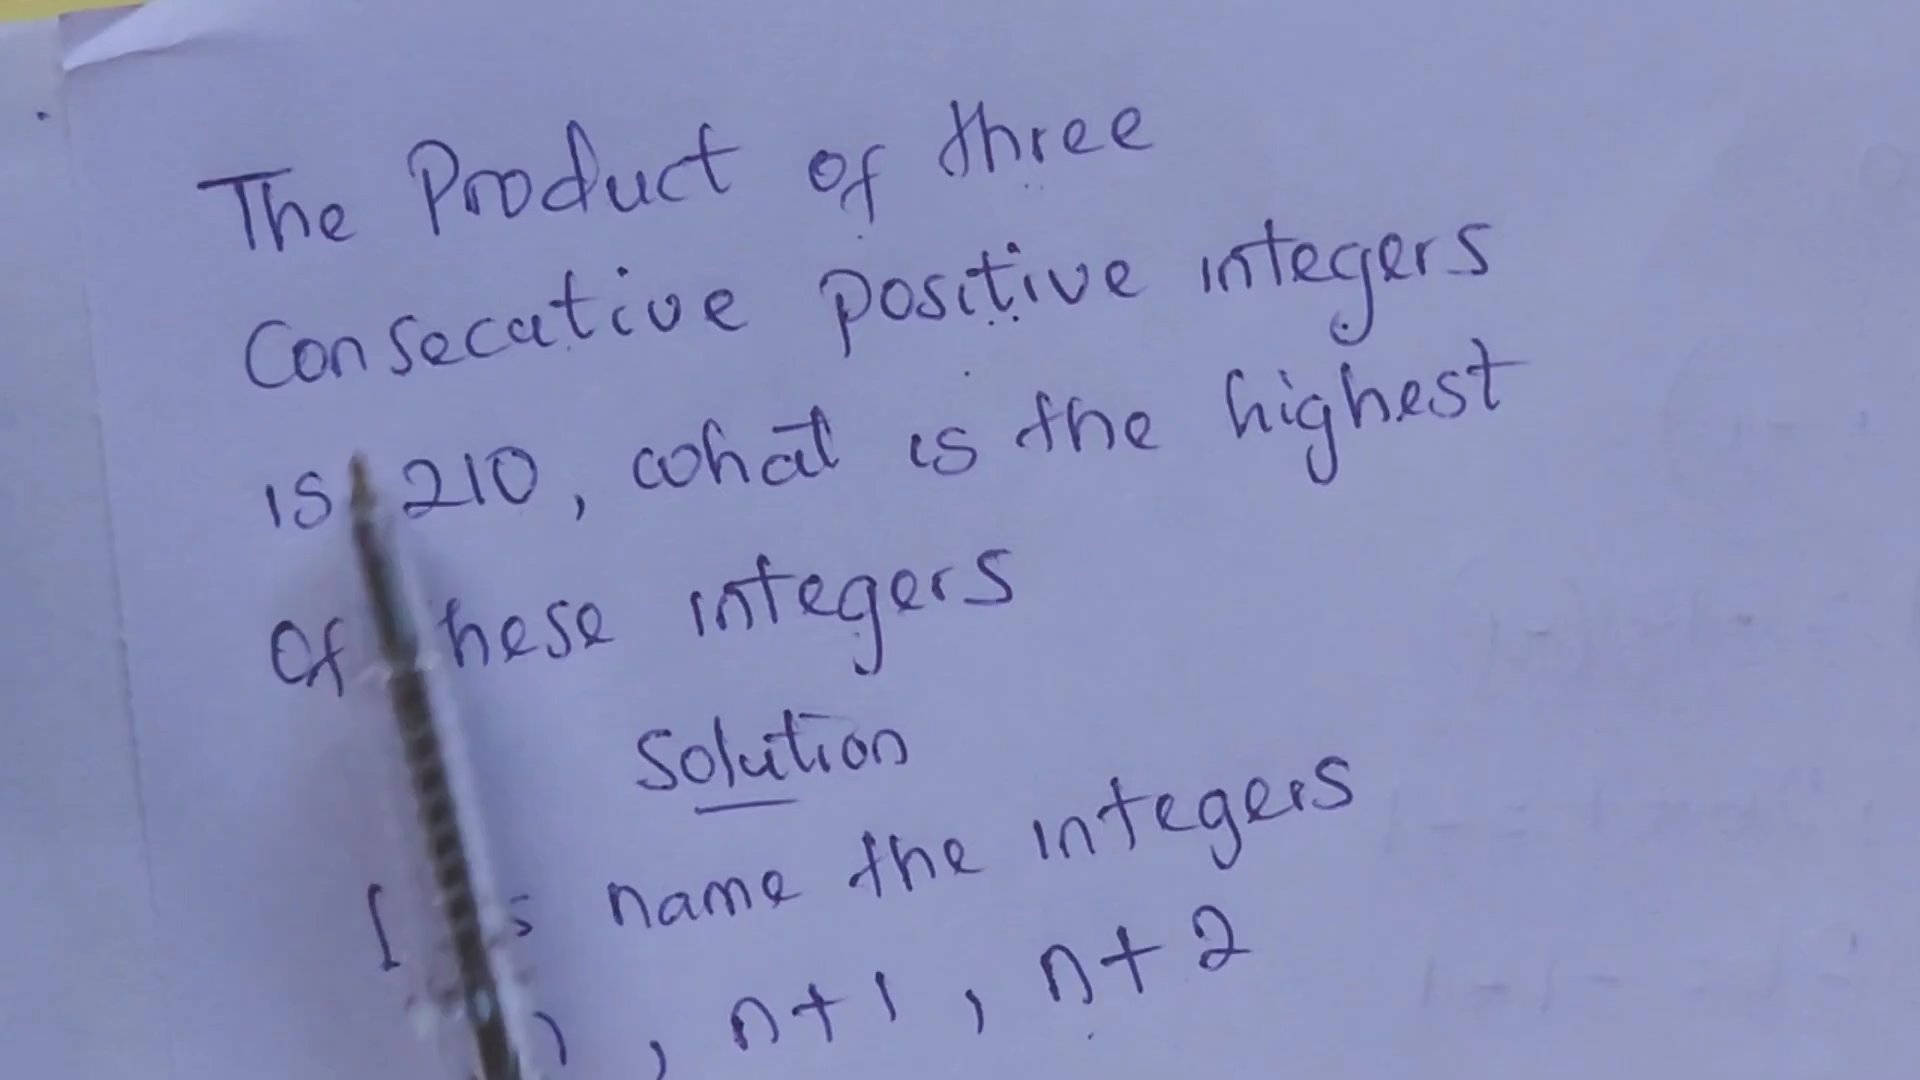 The Product of three
Consecutive positive integers
is 210, what is the highest
Of hese integers
Solution
name the integers
, n+1, n+2